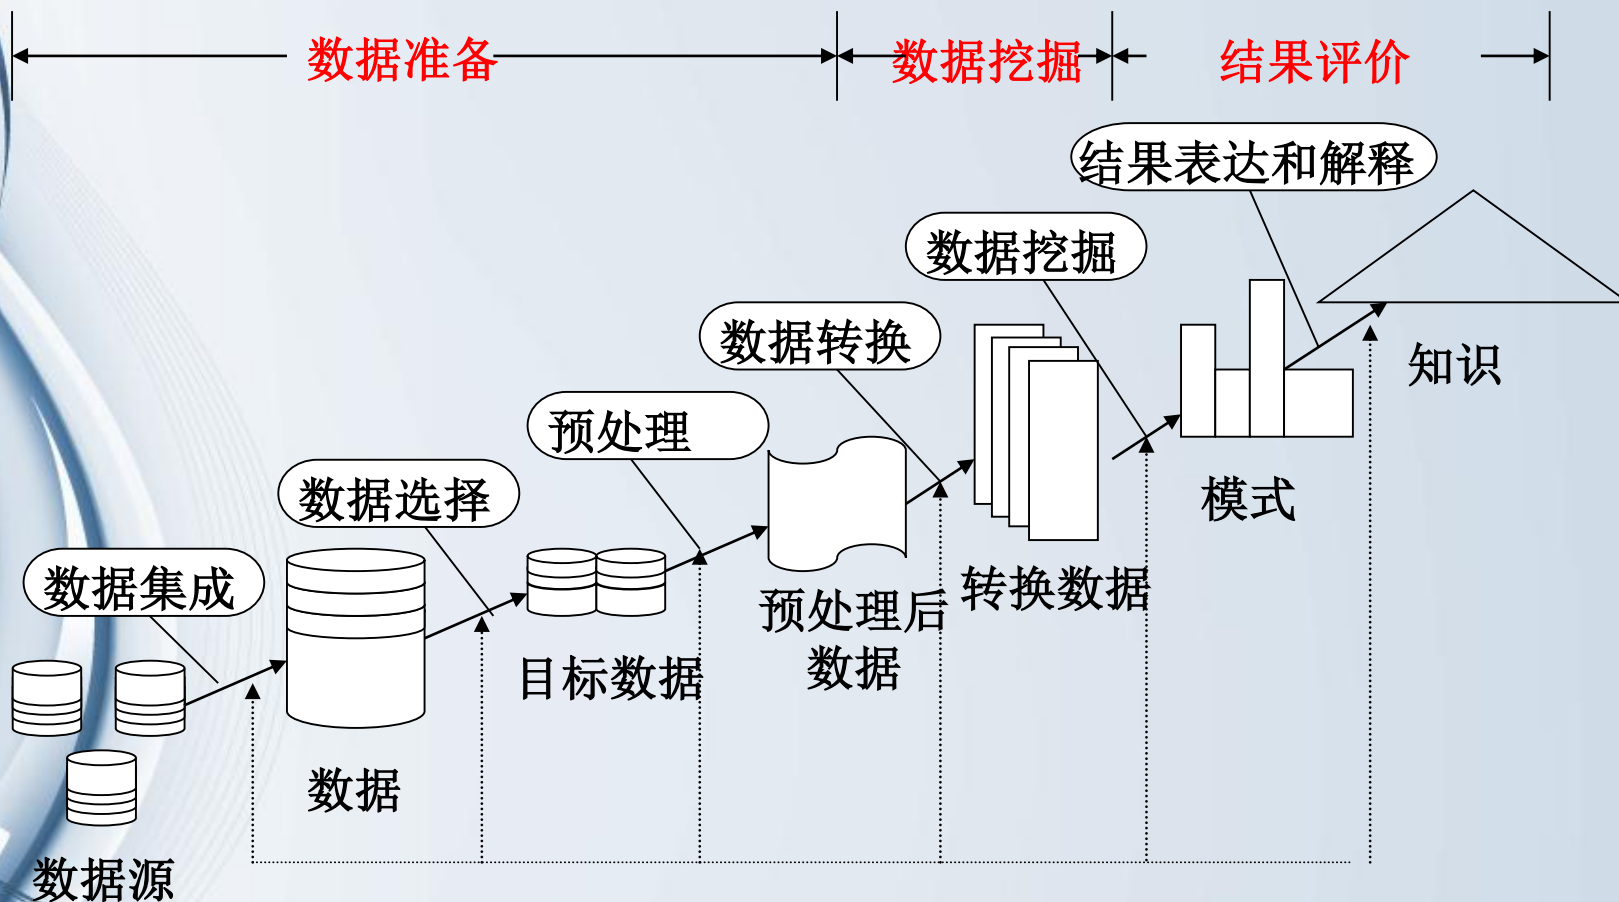 数据准备
数据挖掘
结果评价
结果表达和解释
数据挖掘
数据转换
预处理
数据选择
数据集成
知识
模式
转换数据
预处理后
数据
目标数据
数据
数据源